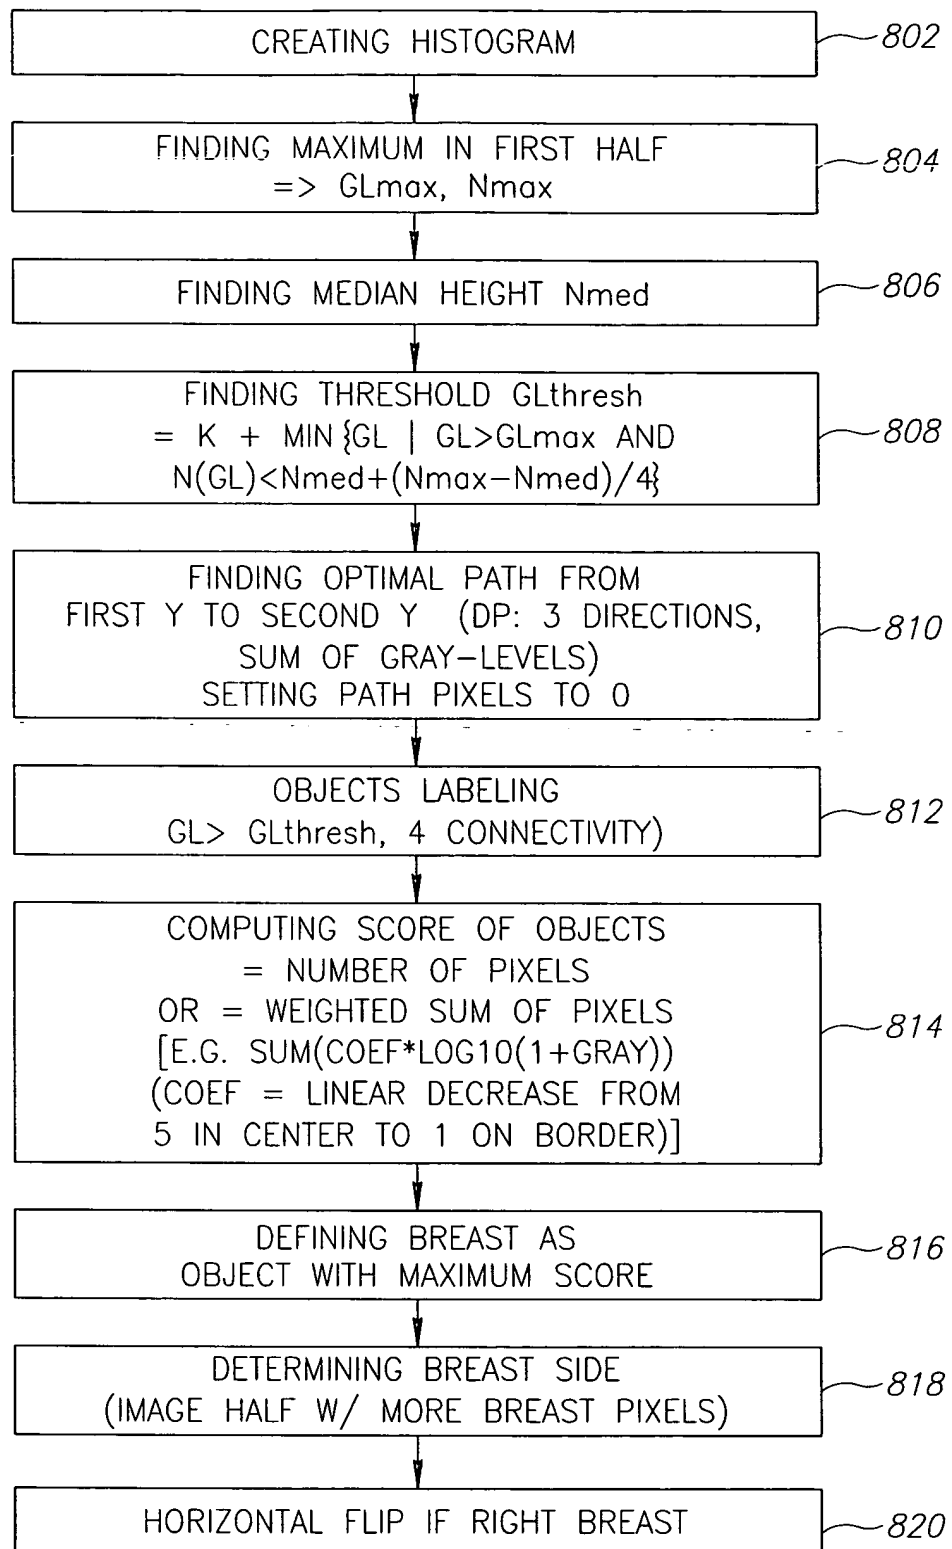 CREATING HISTOGRAM
802
FINDING MAXIMUM IN FIRST HALF
=> GLmax, Nmax
804
FINDING MEDIAN HEIGHT Nmed
806
FINDING THRESHOLD GLthresh
= K + MIN {GL | GL>GLmax AND
N(GL)<Nmed+(Nmax-Nmed)/4}
808
FINDING OPTIMAL PATH FROM
FIRST Y TO SECOND Y (DP: 3 DIRECTIONS,
SUM OF GRAY-LEVELS)
SETTING PATH PIXELS TO 0
810
OBJECTS LABELING
GL> GLthresh, 4 CONNECTIVITY)
812
COMPUTING SCORE OF OBJECTS
= NUMBER OF PIXELS
OR = WEIGHTED SUM OF PIXELS
[E.G. SUM(COEF*LOG10(1+GRAY))
(COEF = LINEAR DECREASE FROM
5 IN CENTER TO 1 ON BORDER)]
814
DEFINING BREAST AS
OBJECT WITH MAXIMUM SCORE
816
DETERMINING BREAST SIDE
(IMAGE HALF W/ MORE BREAST PIXELS)
818
HORIZONTAL FLIP IF RIGHT BREAST
820